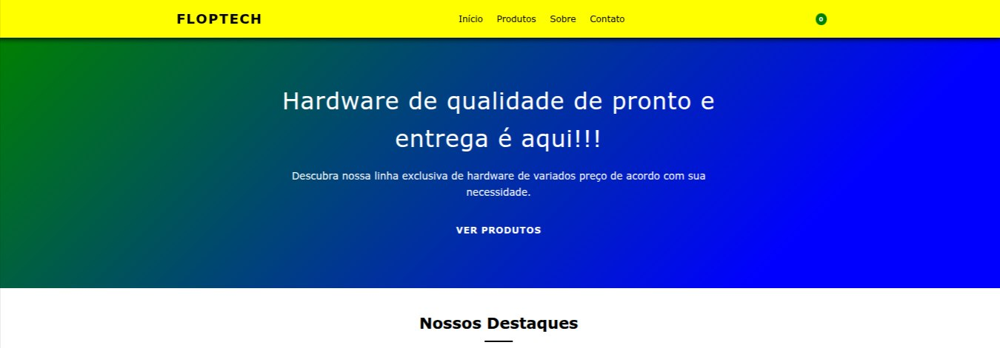 FLOPTECH
Início Produtos Sobre Contato
0
Hardware de qualidade de pronto e
entrega é aqui!!!
Descubra nossa linha exclusiva de hardware de variados preço de acordo com sua
necessidade.
VER PRODUTOS
Nossos Destaques